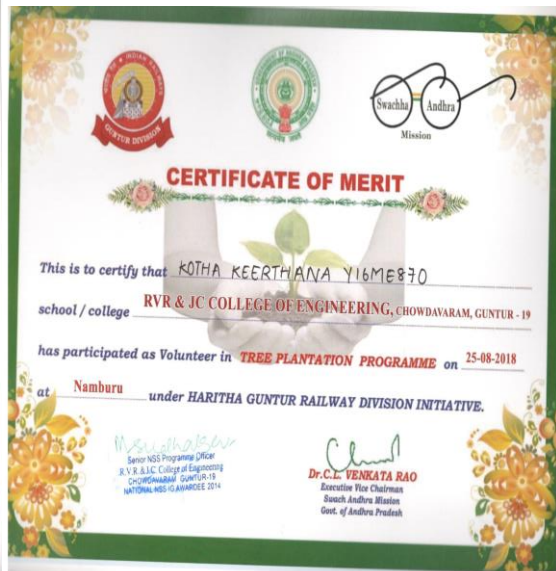 INDIAN RAILWAYS
GUNTUR DIVISION
Swachha Andhra
Mission
CERTIFICATE OF MERIT
This is to certify that KOTHA KEERTHANA Y16ME870
school / college RVR & JC COLLEGE OF ENGINEERING, CHOWDAVARAM, GUNTUR - 19
has participated as Volunteer in TREE PLANTATION PROGRAMME on 25-08-2018
at Namburu under HARITHA GUNTUR RAILWAY DIVISION INITIATIVE.
Senior NSS Programme Officer
R.V.R. & J.C. College of Engineering
CHOWDAVARAM, GUNTUR-19
NATIONAL NSS IG AWARDEE 2014
Dr.C.L. VENKATA RAO
Executive Vice Chairman
Swach Andhra Mission
Govt. of Andhra Pradesh